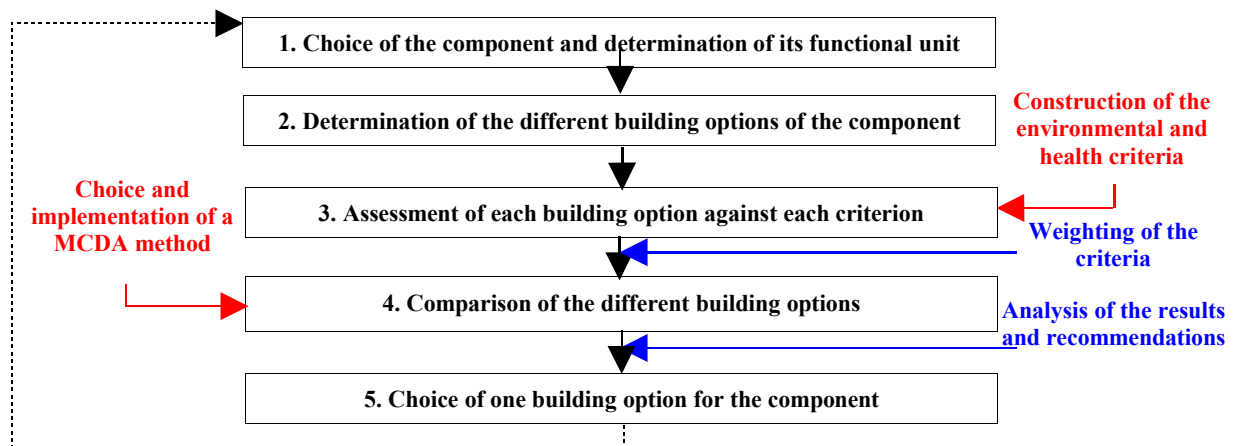 1. Choice of the component and determination of its functional unit
2. Determination of the different building options of the component
Construction of the
environmental and
health criteria
Choice and
implementation of a
MCDA method
3. Assessment of each building option against each criterion
Weighting of the
criteria
4. Comparison of the different building options
Analysis of the results
and recommendations
5. Choice of one building option for the component